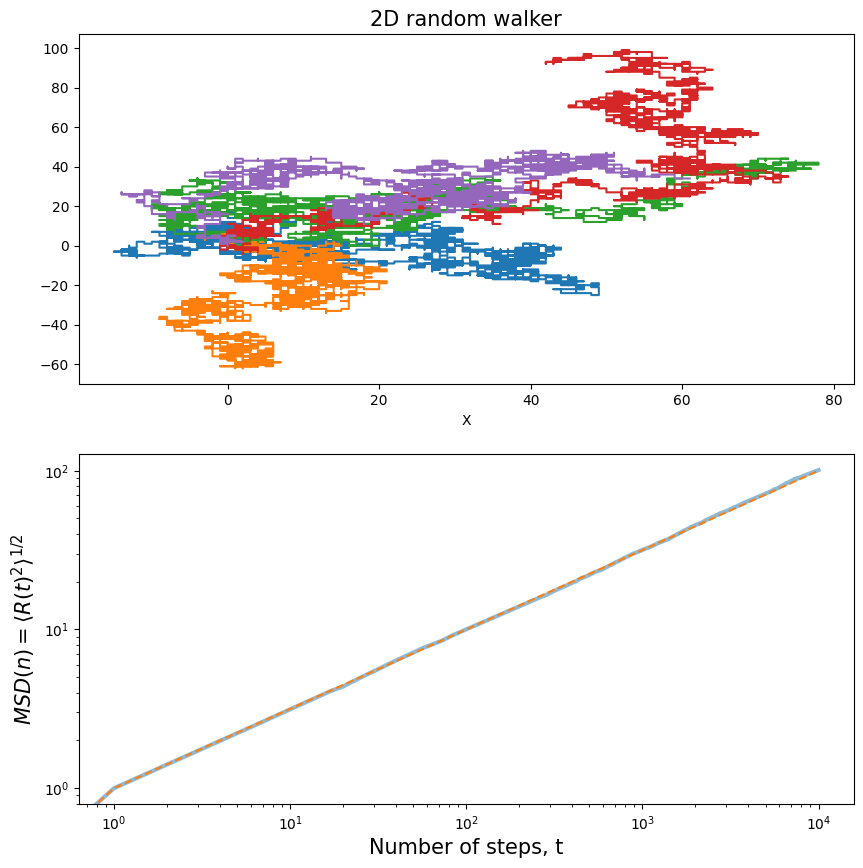 2D random walker
100
80
60
40
20
0
−20
−40
−60
0 20 40 60 80
X
MSD(n) = ⟨R(t)²⟩^{1/2}
10²
10¹
10⁰
10⁰ 10¹ 10² 10³ 10⁴
Number of steps, t